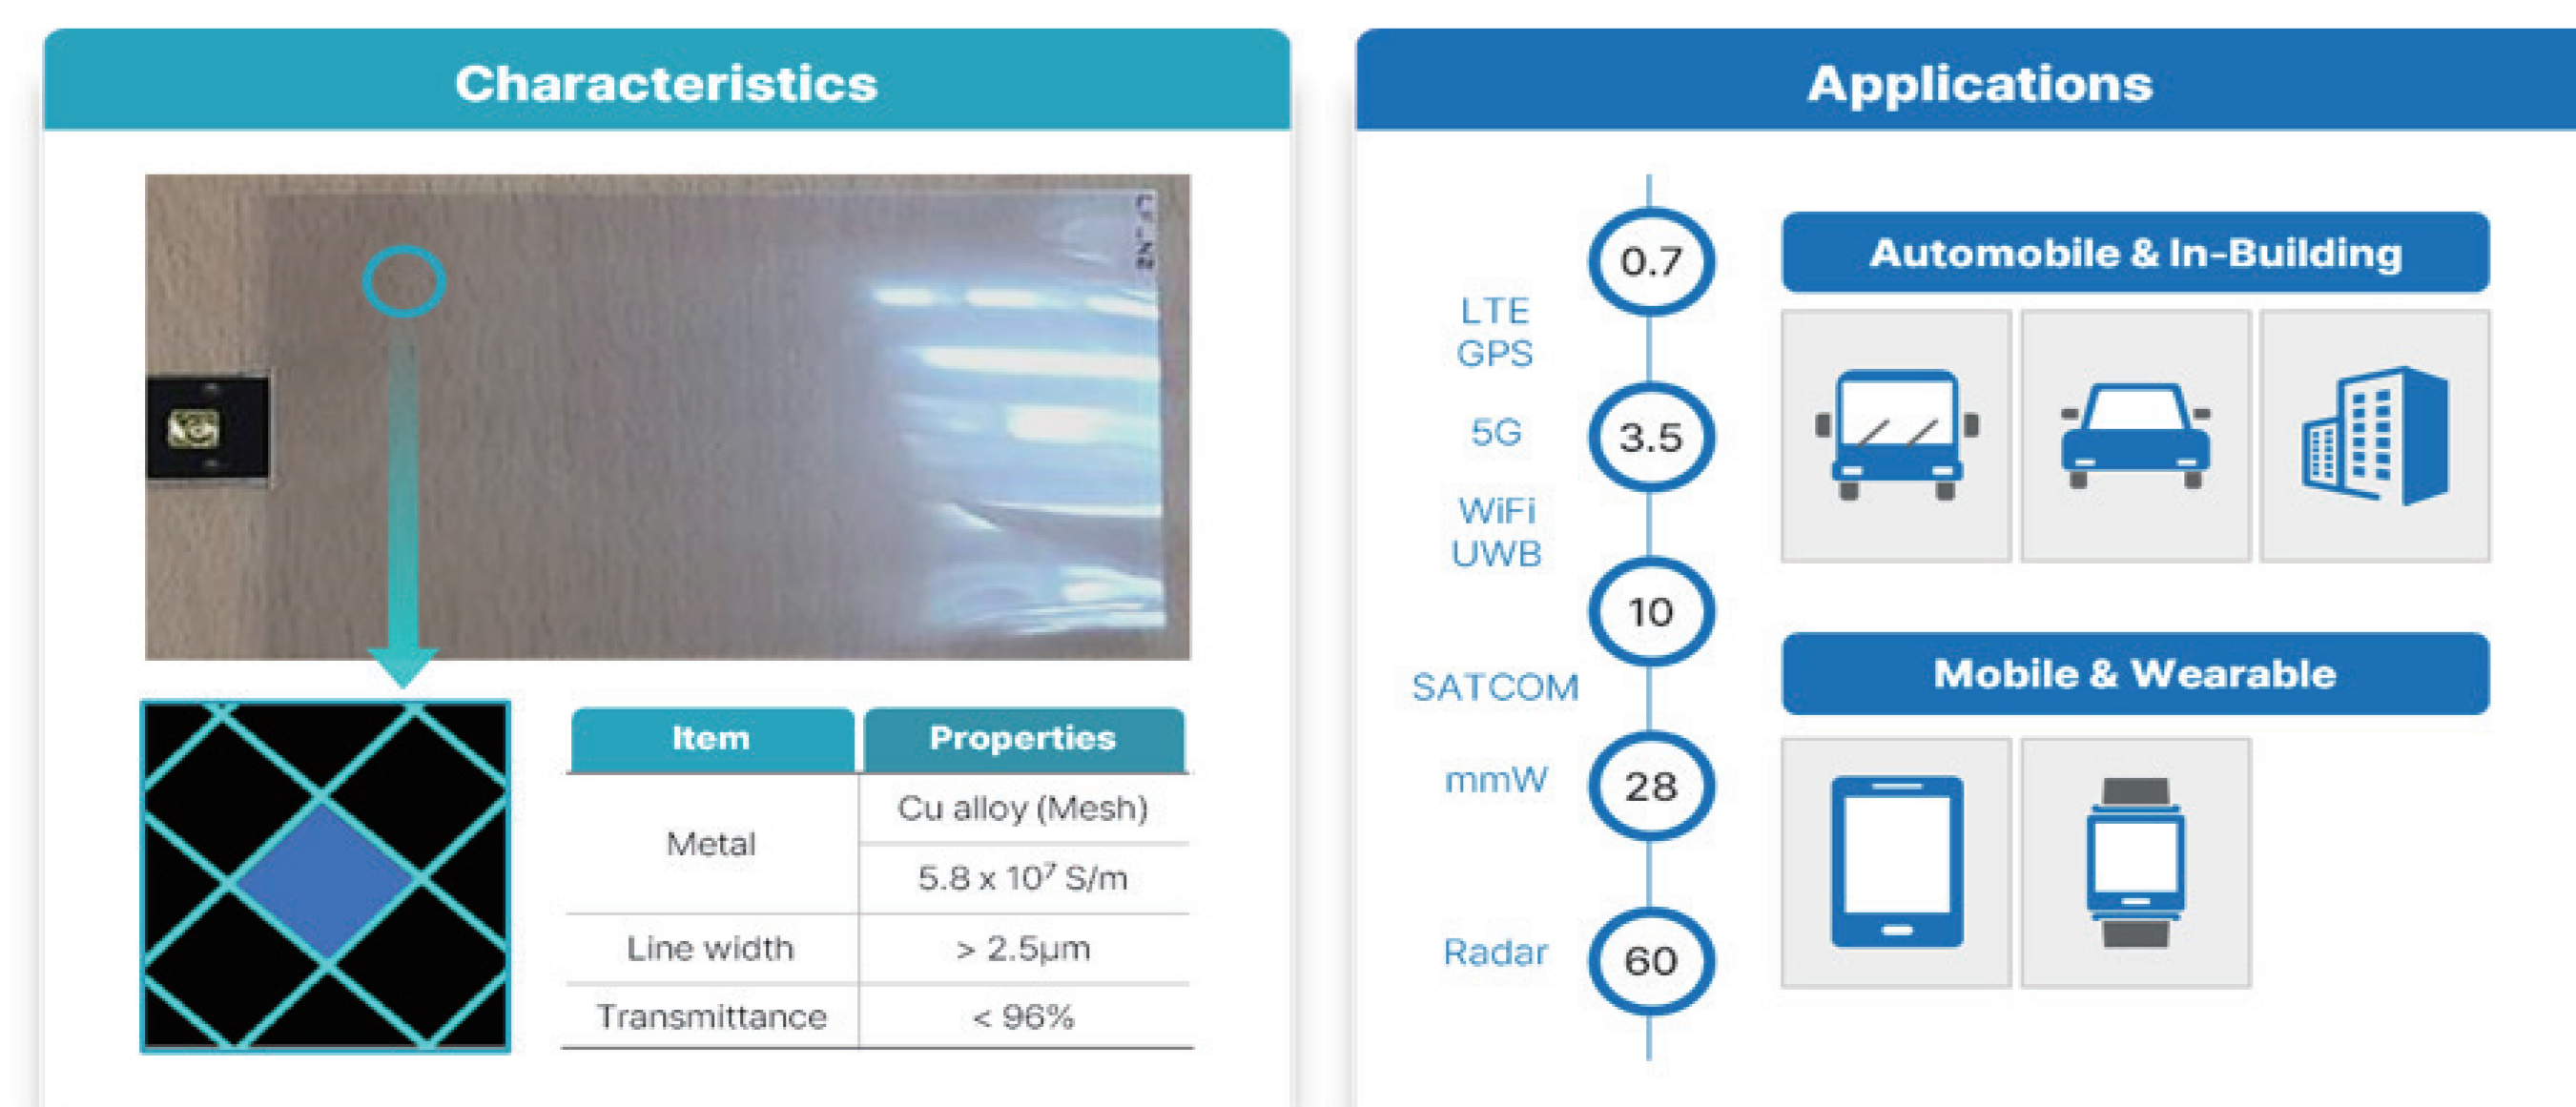 Characteristics
Item
Properties
Metal
Cu alloy (Mesh)
5.8 x 10⁷ S/m
Line width
> 2.5µm
Transmittance
< 96%
Applications
0.7
LTE
GPS
5G
3.5
WiFi
UWB
10
SATCOM
mmW
28
Radar
60
Automobile & In-Building
Mobile & Wearable